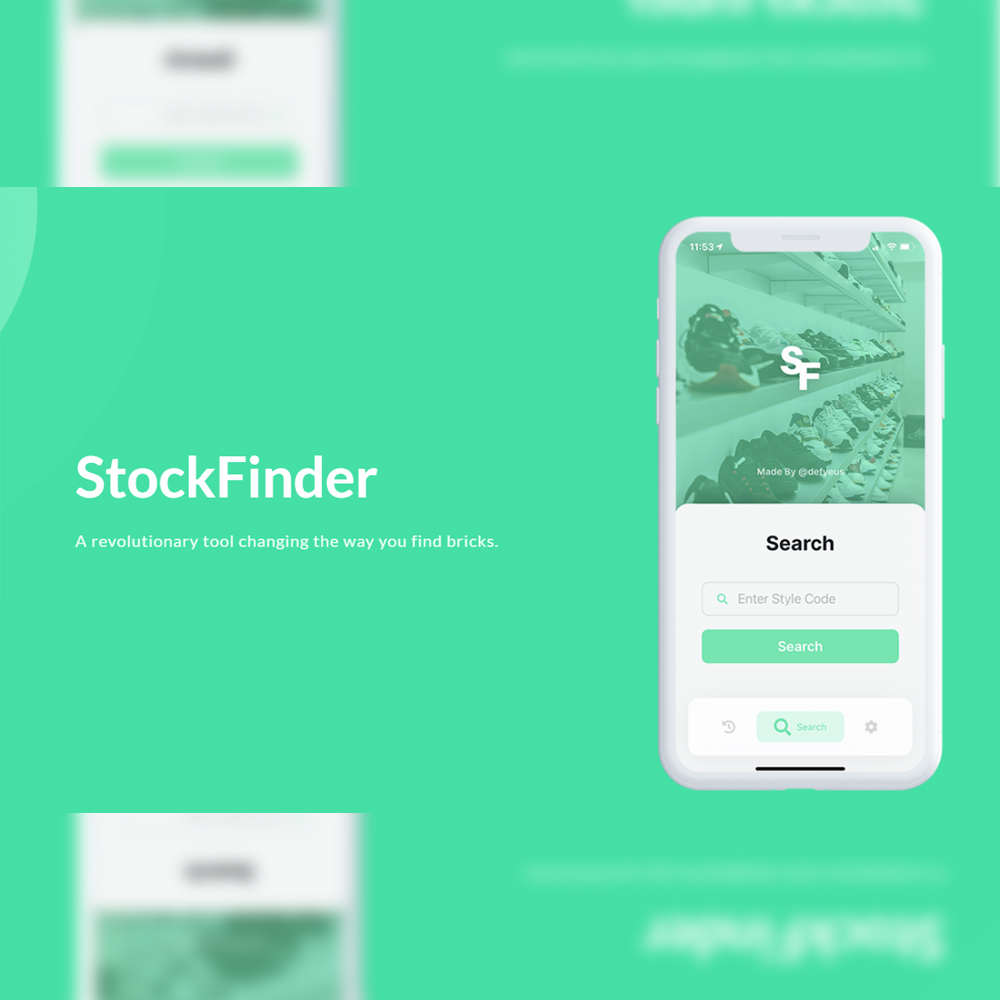 11:53
SF
Made By @defyeus
StockFinder
A revolutionary tool changing the way you find bricks.
Search
Enter Style Code
Search
Search